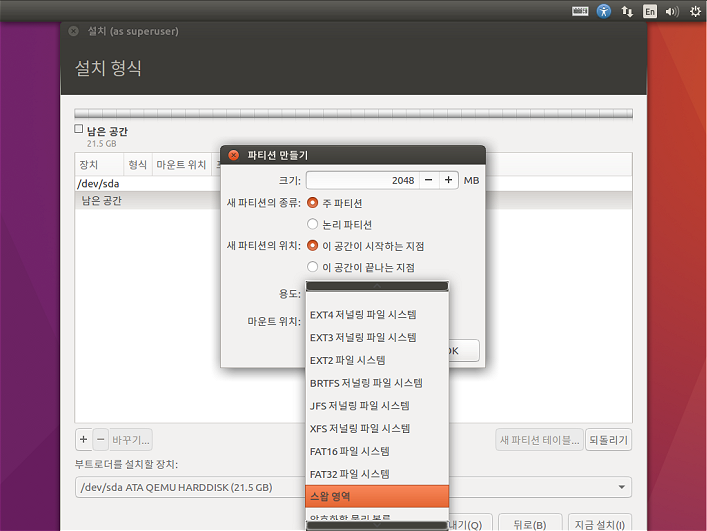 En
설치 (as superuser)
설치 형식
남은 공간
21.5 GB
장치 형식 마운트 위치
/dev/sda
남은 공간
파티션 만들기
크기: 2048 − + MB
새 파티션의 종류: 주 파티션
논리 파티션
새 파티션의 위치: 이 공간이 시작하는 지점
이 공간이 끝나는 지점
용도:
마운트 위치:
OK
EXT4 저널링 파일 시스템
EXT3 저널링 파일 시스템
EXT2 파일 시스템
BRTFS 저널링 파일 시스템
JFS 저널링 파일 시스템
XFS 저널링 파일 시스템
FAT16 파일 시스템
FAT32 파일 시스템
스왑 영역
암호화할 물리 볼륨
+ − 바꾸기... 새 파티션 테이블... 되돌리기
부트로더를 설치할 장치:
/dev/sda ATA QEMU HARDDISK (21.5 GB)
내기(Q) 뒤로(B) 지금 설치(I)